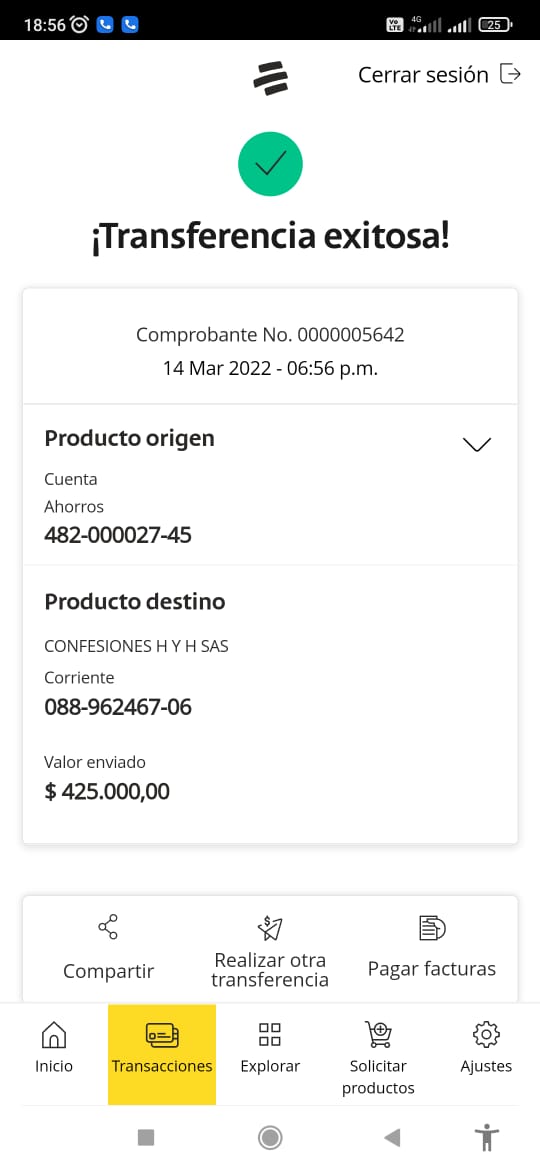 18:56
Vo LTE 4G 25
Cerrar sesión
¡Transferencia exitosa!
Comprobante No. 0000005642
14 Mar 2022 - 06:56 p.m.
Producto origen
Cuenta
Ahorros
482-000027-45
Producto destino
CONFESIONES H Y H SAS
Corriente
088-962467-06
Valor enviado
$ 425.000,00
Compartir
Realizar otra
transferencia
Pagar facturas
Inicio
Transacciones
Explorar
Solicitar
productos
Ajustes